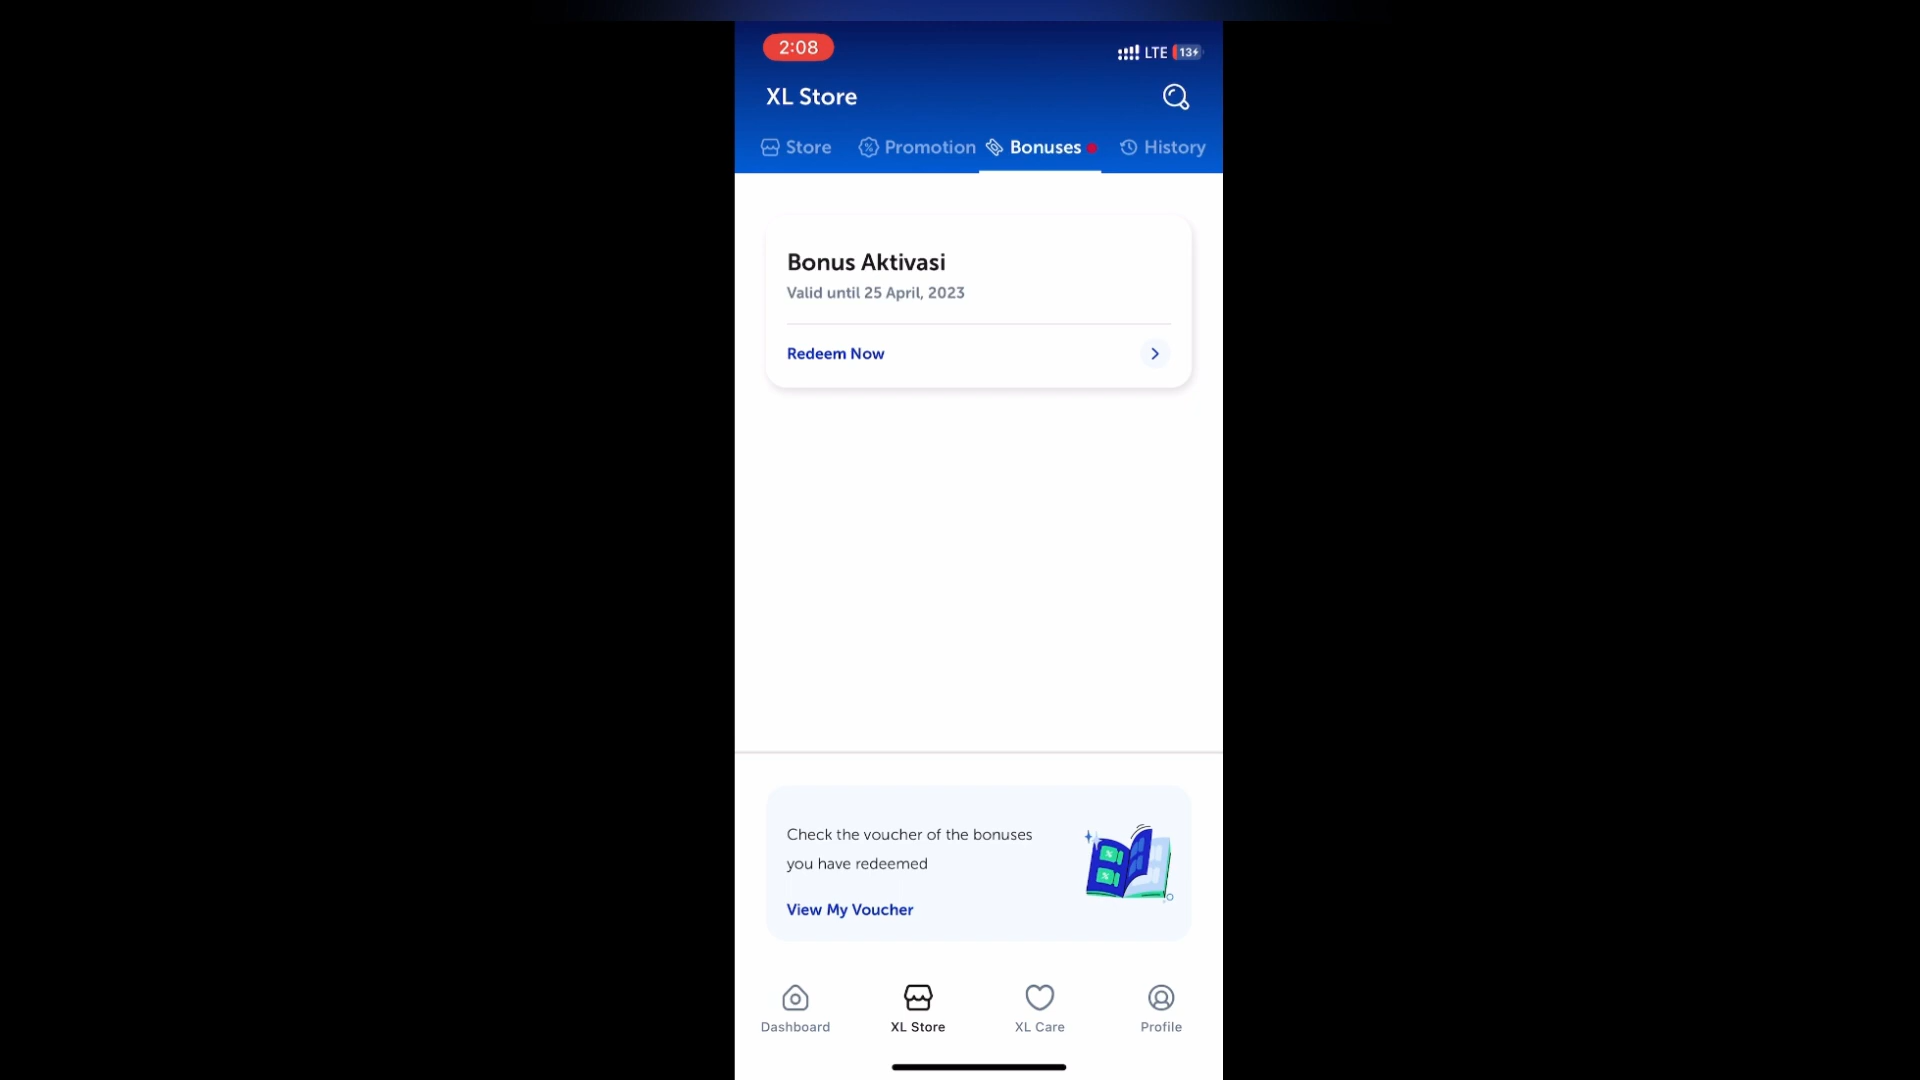 2:08
LTE 13
XL Store
Store Promotion Bonuses History
Bonus Aktivasi
Valid until 25 April, 2023
Redeem Now
Check the voucher of the bonuses
you have redeemed
View My Voucher
Dashboard XL Store XL Care Profile